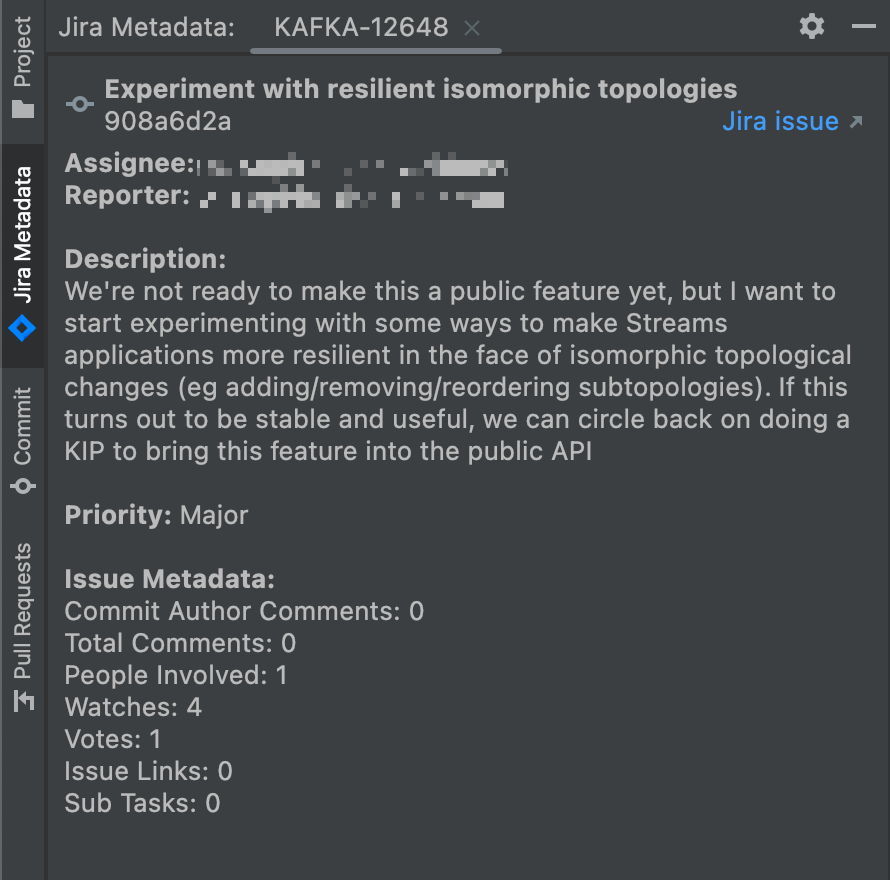 Jira Metadata: KAFKA-12648
Project
Jira Metadata
Commit
Pull Requests
Experiment with resilient isomorphic topologies
908a6d2a
Jira issue
Assignee:
Reporter:
Description:
We're not ready to make this a public feature yet, but I want to
start experimenting with some ways to make Streams
applications more resilient in the face of isomorphic topological
changes (eg adding/removing/reordering subtopologies). If this
turns out to be stable and useful, we can circle back on doing a
KIP to bring this feature into the public API
Priority: Major
Issue Metadata:
Commit Author Comments: 0
Total Comments: 0
People Involved: 1
Watches: 4
Votes: 1
Issue Links: 0
Sub Tasks: 0